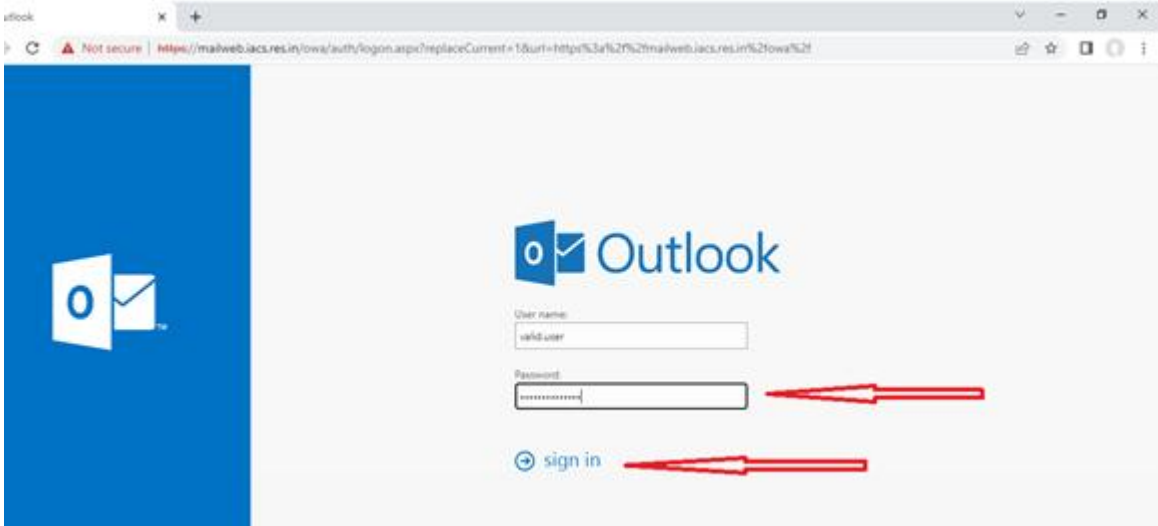 utlook
Not secure | https://mailweb.iacs.res.in/owa/auth/logon.aspx?replaceCurrent=1&url=https%3a%2f%2fmailweb.iacs.res.in%2fowa%2f
O
TM
O Outlook
User name:
valid.user
Password:
sign in